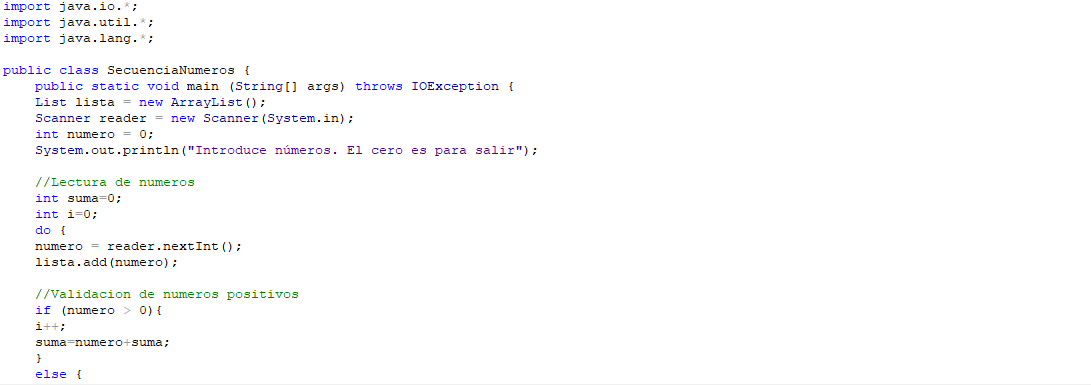 import java.io.*;
import java.util.*;
import java.lang.*;

public class SecuenciaNumeros {
    public static void main (String[] args) throws IOException {
    List lista = new ArrayList();
    Scanner reader = new Scanner(System.in);
    int numero = 0;
    System.out.println("Introduce números. El cero es para salir");

    //Lectura de numeros
    int suma=0;
    int i=0;
    do {
    numero = reader.nextInt();
    lista.add(numero);

    //Validacion de numeros positivos
    if (numero > 0){
    i++;
    suma=numero+suma;
    }
    else {